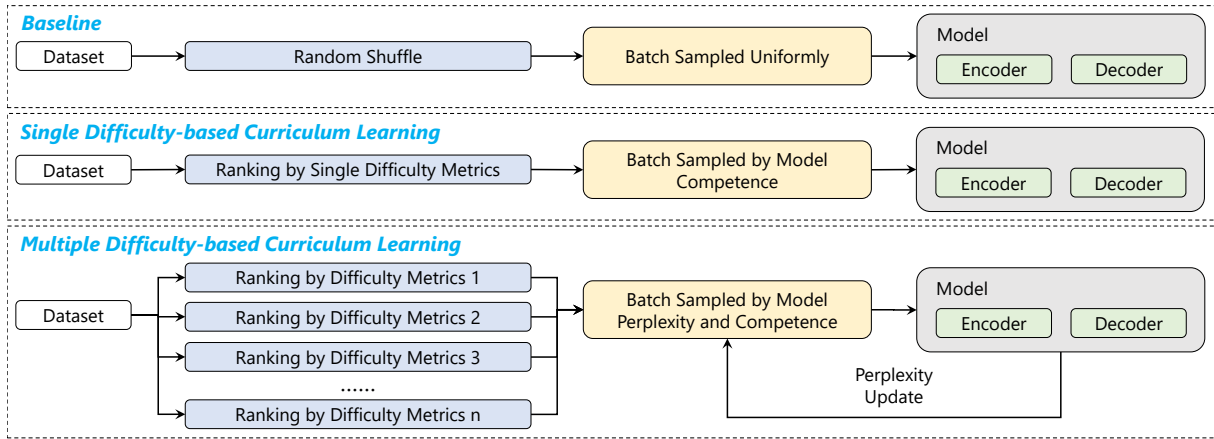 Baseline
Dataset
Random Shuffle
Batch Sampled Uniformly
Model
Encoder
Decoder
Single Difficulty-based Curriculum Learning
Dataset
Ranking by Single Difficulty Metrics
Batch Sampled by Model
Competence
Model
Encoder
Decoder
Multiple Difficulty-based Curriculum Learning
Dataset
Ranking by Difficulty Metrics 1
Ranking by Difficulty Metrics 2
Ranking by Difficulty Metrics 3
......
Ranking by Difficulty Metrics n
Batch Sampled by Model
Perplexity and Competence
Model
Encoder
Decoder
Perplexity
Update